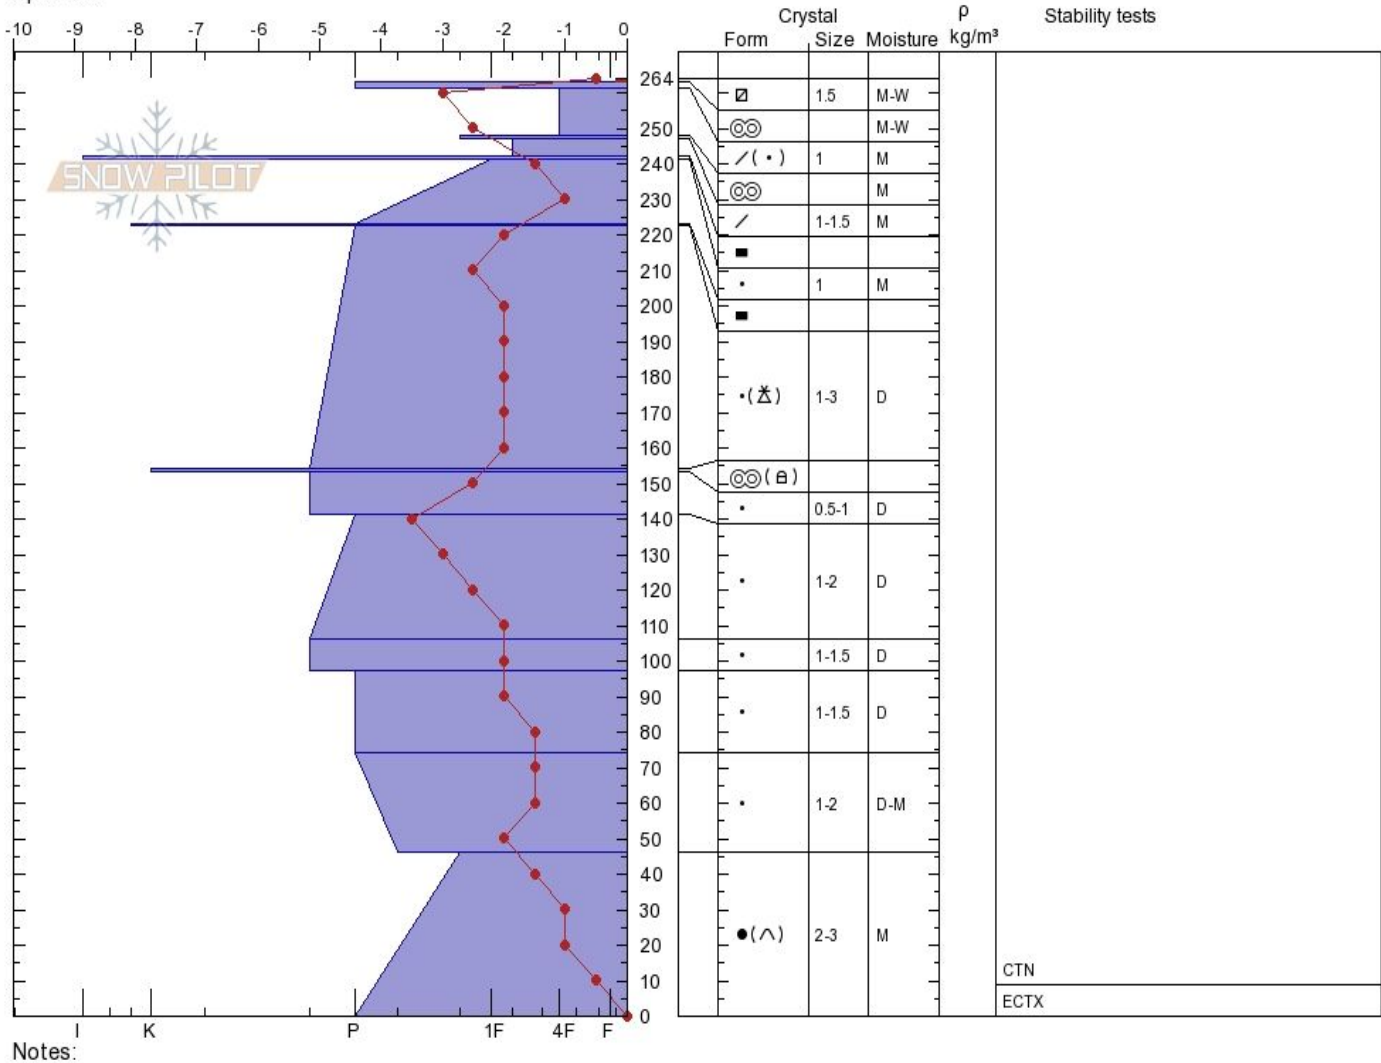 Crystal ρ Stability tests
-10 -9 -8 -7 -6 -5 -4 -3 -2 -1 0 Form Size Moisture kg/m³
264
1.5 M-W
250 M-W
SNOW PILOT 240 /( • ) 1 M
230 M
220 / 1-1.5 M
210
200 • 1 M
190
180
170 •( ) 1-3 D
160
150
140 • 0.5-1 D
130
120 • 1-2 D
110
100 • 1-1.5 D
90 • 1-1.5 D
80
70
60 • 1-2 D-M
50
40
30
20 ●(∧) 2-3 M
10 CTN
0 ECTX
I K P 1F 4F F
Notes: